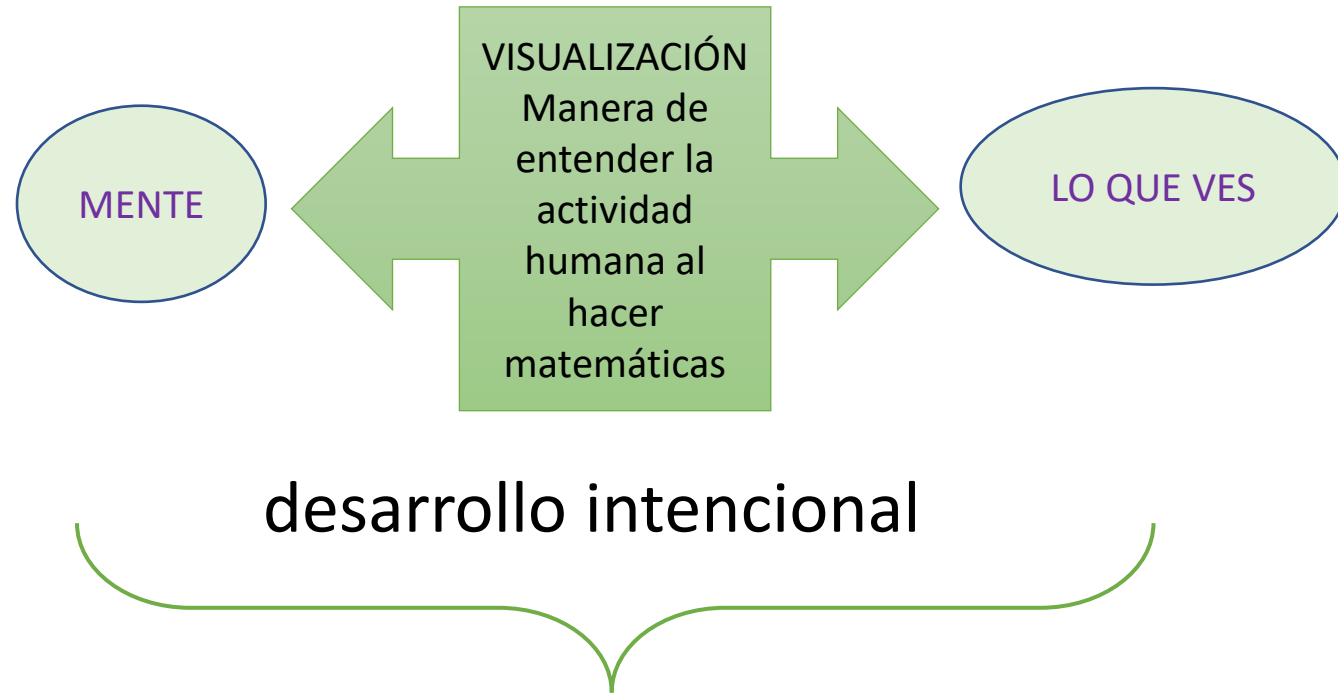 MENTE
VISUALIZACIÓN
Manera de
entender la
actividad
humana al
hacer
matemáticas
LO QUE VES
desarrollo intencional